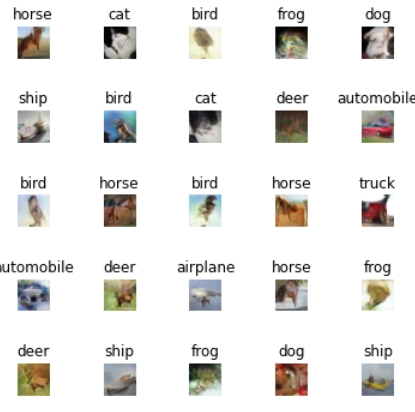 horse cat bird frog dog
ship bird cat deer automobile
bird horse bird horse truck
automobile deer airplane horse frog
deer ship frog dog ship